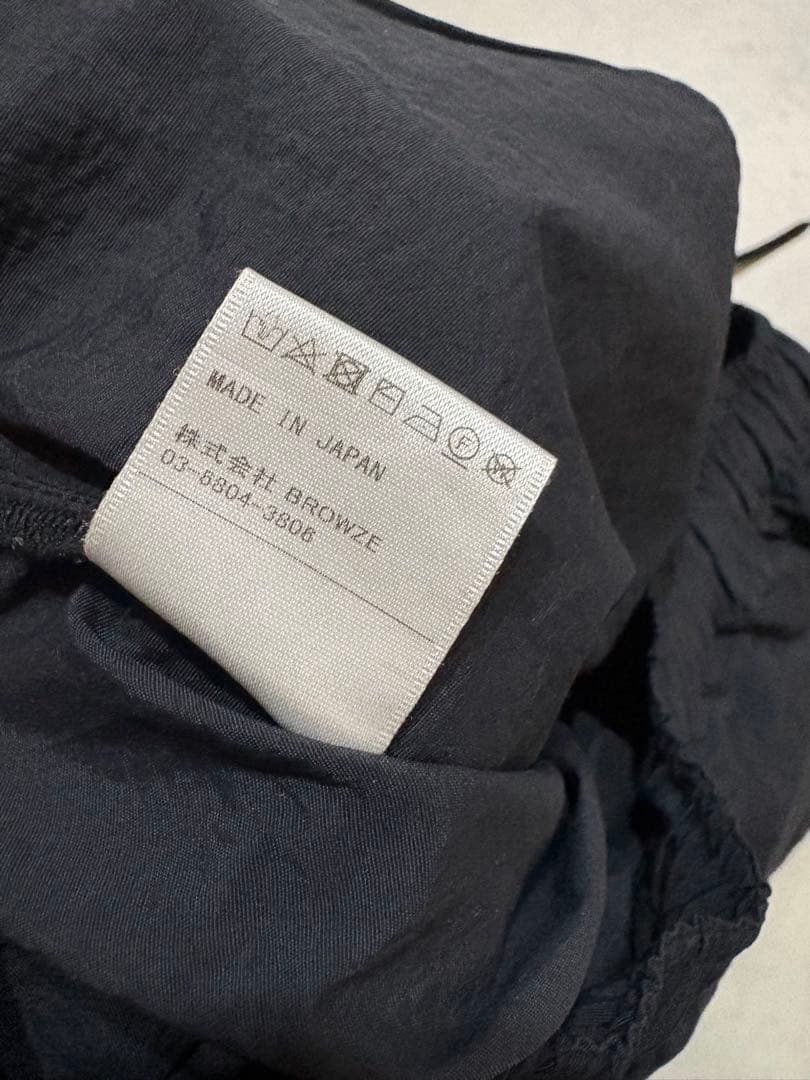 MADE IN JAPAN
株式会社 BROWZE
03-6804-3806